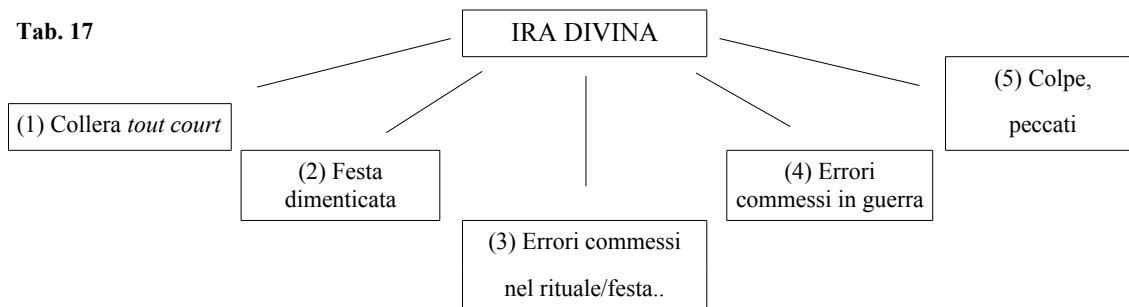 Tab. 17
IRA DIVINA
(1) Collera tout court
(2) Festa
dimenticata
(3) Errori commessi
nel rituale/festa..
(4) Errori
commessi in guerra
(5) Colpe,
peccati